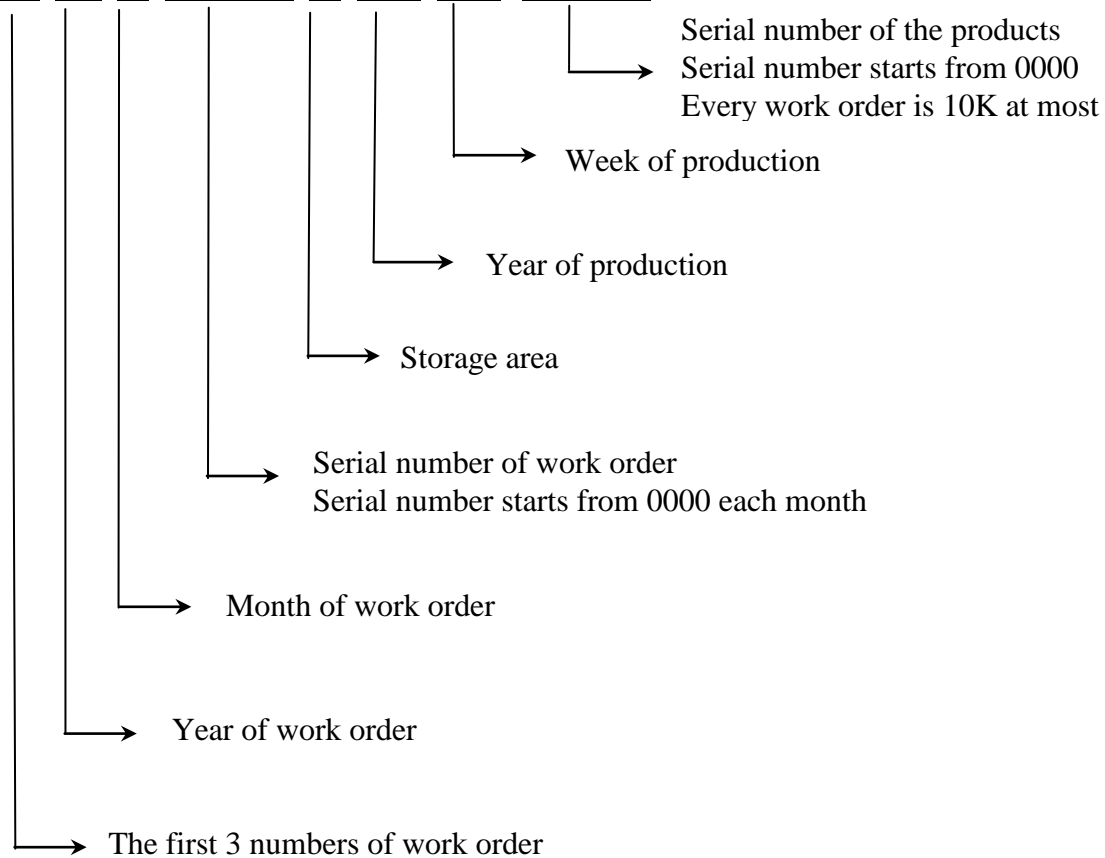 Serial number of the products
Serial number starts from 0000
Every work order is 10K at most
Week of production
Year of production
Storage area
Serial number of work order
Serial number starts from 0000 each month
Month of work order
Year of work order
The first 3 numbers of work order